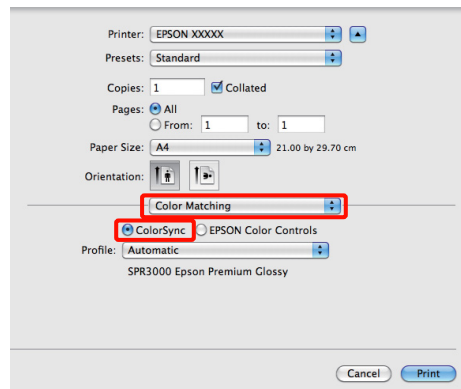 Printer: EPSON XXXXX
Presets: Standard
Copies: 1 Collated
Pages: All
From: 1 to: 1
Paper Size: A4 21.00 by 29.70 cm
Orientation:
Color Matching
ColorSync EPSON Color Controls
Profile: Automatic
SPR3000 Epson Premium Glossy
Cancel Print